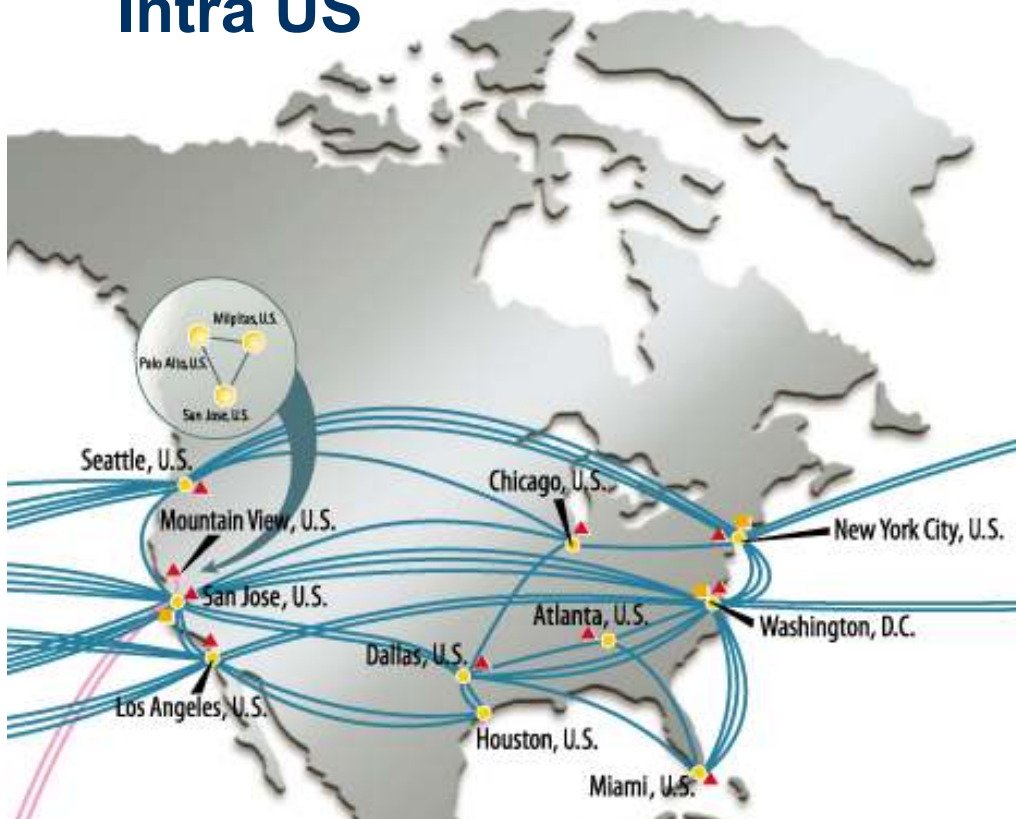 Intra US
Milpitas, U.S.
Polo Alto, U.S.
San Jose, U.S.
Seattle, U.S.
Chicago, U.S.
Mountain View, U.S.
New York City, U.S.
San Jose, U.S.
Atlanta, U.S.
Washington, D.C.
Dallas, U.S.
Los Angeles, U.S.
Houston, U.S.
Miami, U.S.